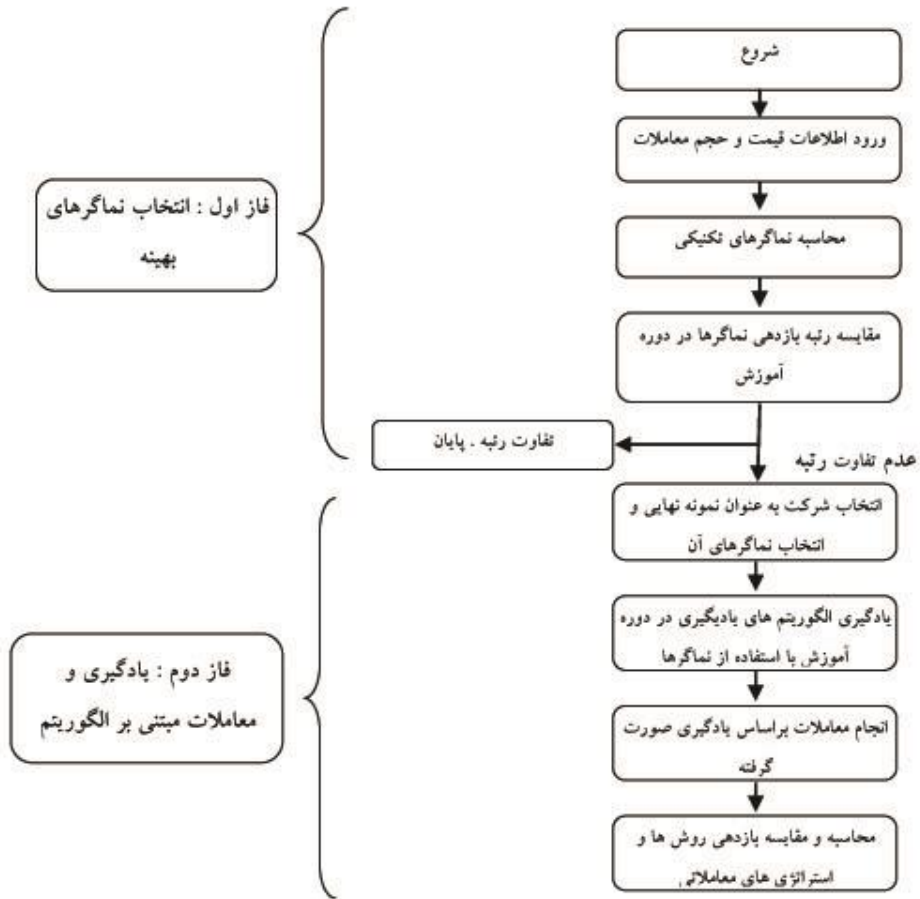 شروع
ورود اطلاعات قیمت و حجم معاملات
محاسبه نماگرهای تکنیکی
مقایسه رتبه بازدهی نماگرها در دوره
آموزش
فاز اول : انتخاب نماگرهای
بهینه
تفاوت رتبه . پایان
عدم تفاوت رتبه
انتخاب شرکت به عنوان نمونه نهایی و
انتخاب نماگرهای آن
یادگیری الگوریتم های یادیگیری در دوره
آموزش با استفاده از نماگرها
انجام معاملات براساس یادگیری صورت
گرفته
محاسبه و مقایسه بازدهی روش ها و
استراتژی های معاملاتی
فاز دوم : یادگیری و
معاملات مبتنی بر الگوریتم